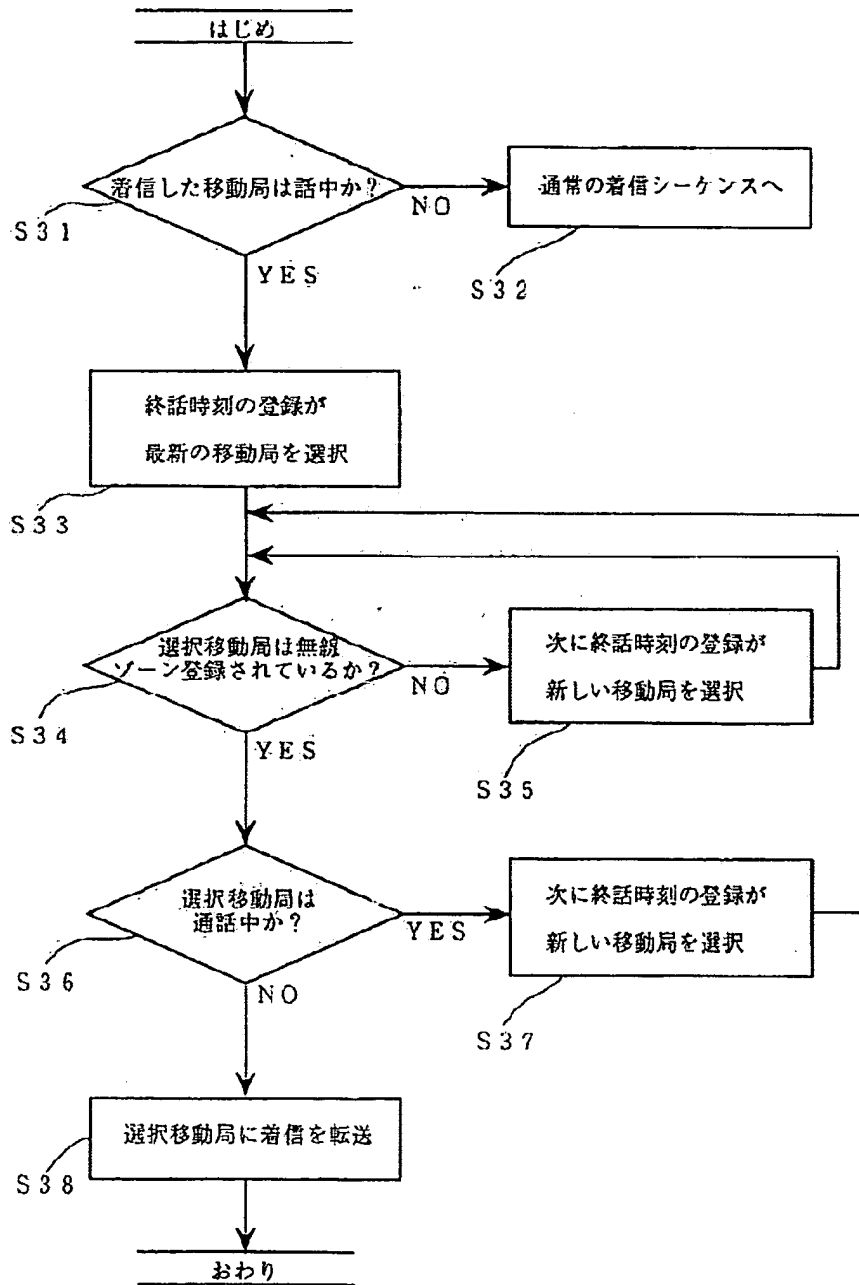 はじめ
着信した移動局は話中か？
NO
通常の着信シーケンスへ
S31
S32
YES
終話時刻の登録が
最新の移動局を選択
S33
選択移動局は無線
ゾーン登録されているか？
NO
次に終話時刻の登録が
新しい移動局を選択
S34
S35
YES
選択移動局は
通話中か？
YES
次に終話時刻の登録が
新しい移動局を選択
S36
S37
NO
選択移動局に着信を転送
S38
おわり